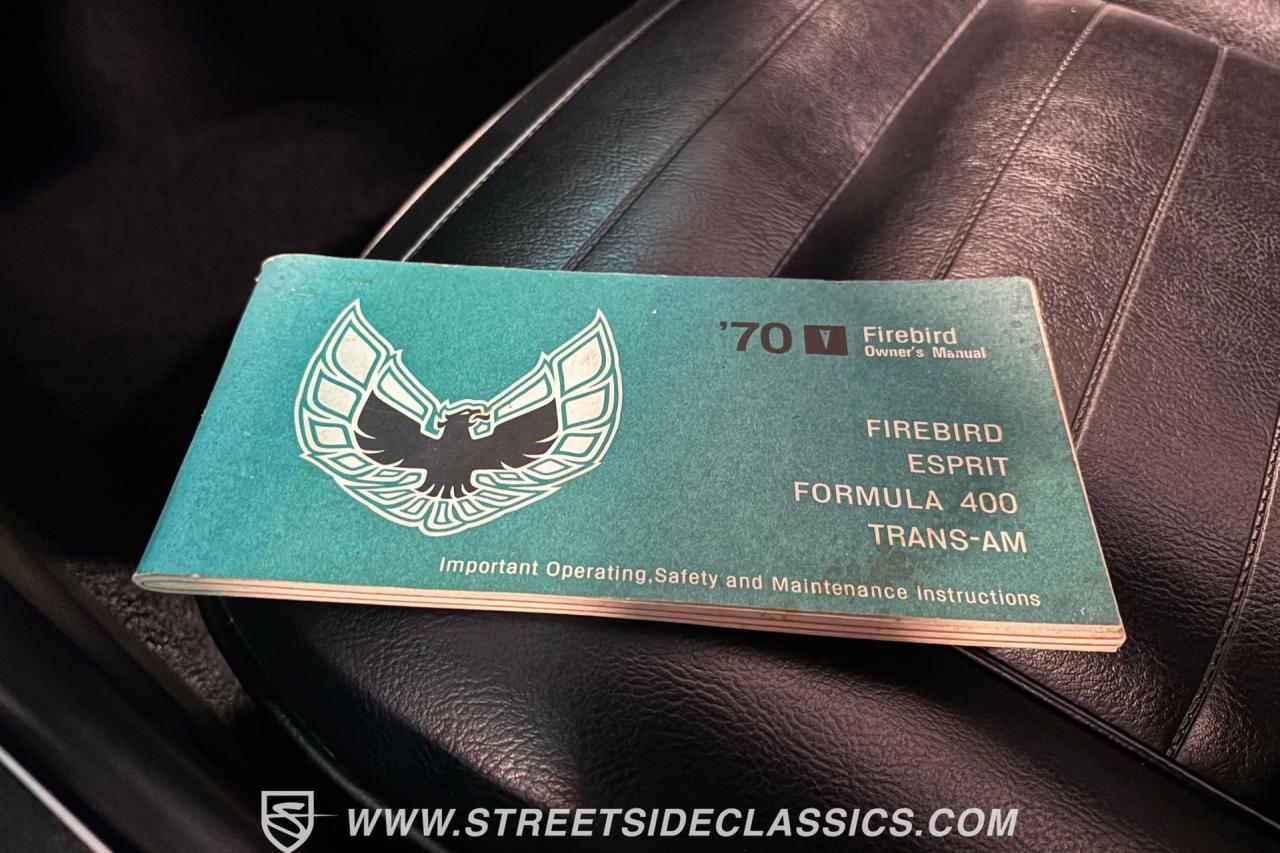 '70 Firebird
Owner's Manual
FIREBIRD
ESPRIT
FORMULA 400
TRANS-AM
Important Operating, Safety and Maintenance Instructions
WWW.STREETSIDECLASSICS.COM